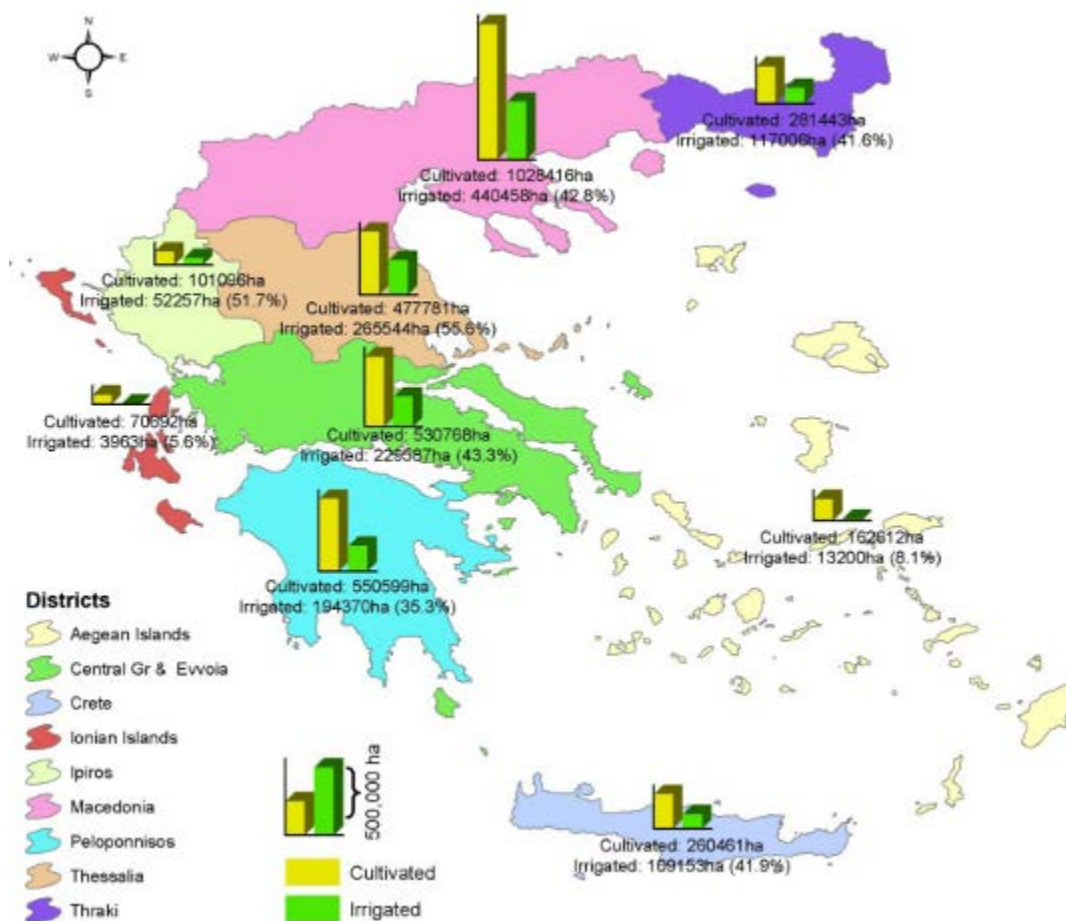 N
W E
S
Cultivated: 281443ha
Irrigated: 117006ha (41.6%)
Cultivated: 1028416ha
Irrigated: 440458ha (42.8%)
Cultivated: 101096ha
Irrigated: 52257ha (51.7%)
Cultivated: 477781ha
Irrigated: 265544ha (55.6%)
Cultivated: 70692ha
Irrigated: 3963ha (5.6%)
Cultivated: 530768ha
Irrigated: 229587ha (43.3%)
Cultivated: 162612ha
Irrigated: 13200ha (8.1%)
Cultivated: 550599ha
Irrigated: 194370ha (35.3%)
Districts
Aegean Islands
Central Gr & Evvoia
Crete
Ionian Islands
Ipiros
Macedonia
Peloponnisos
Thessalia
Thraki
500,000 ha
Cultivated
Irrigated
Cultivated: 260461ha
Irrigated: 109153ha (41.9%)